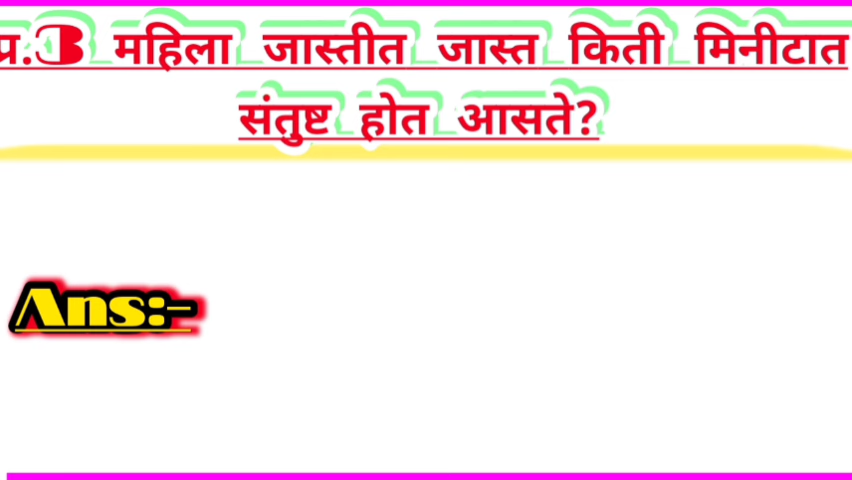 प्र.3 महिला जास्तीत जास्त किती मिनीटात
संतुष्ट होत आसते?
Ans:-